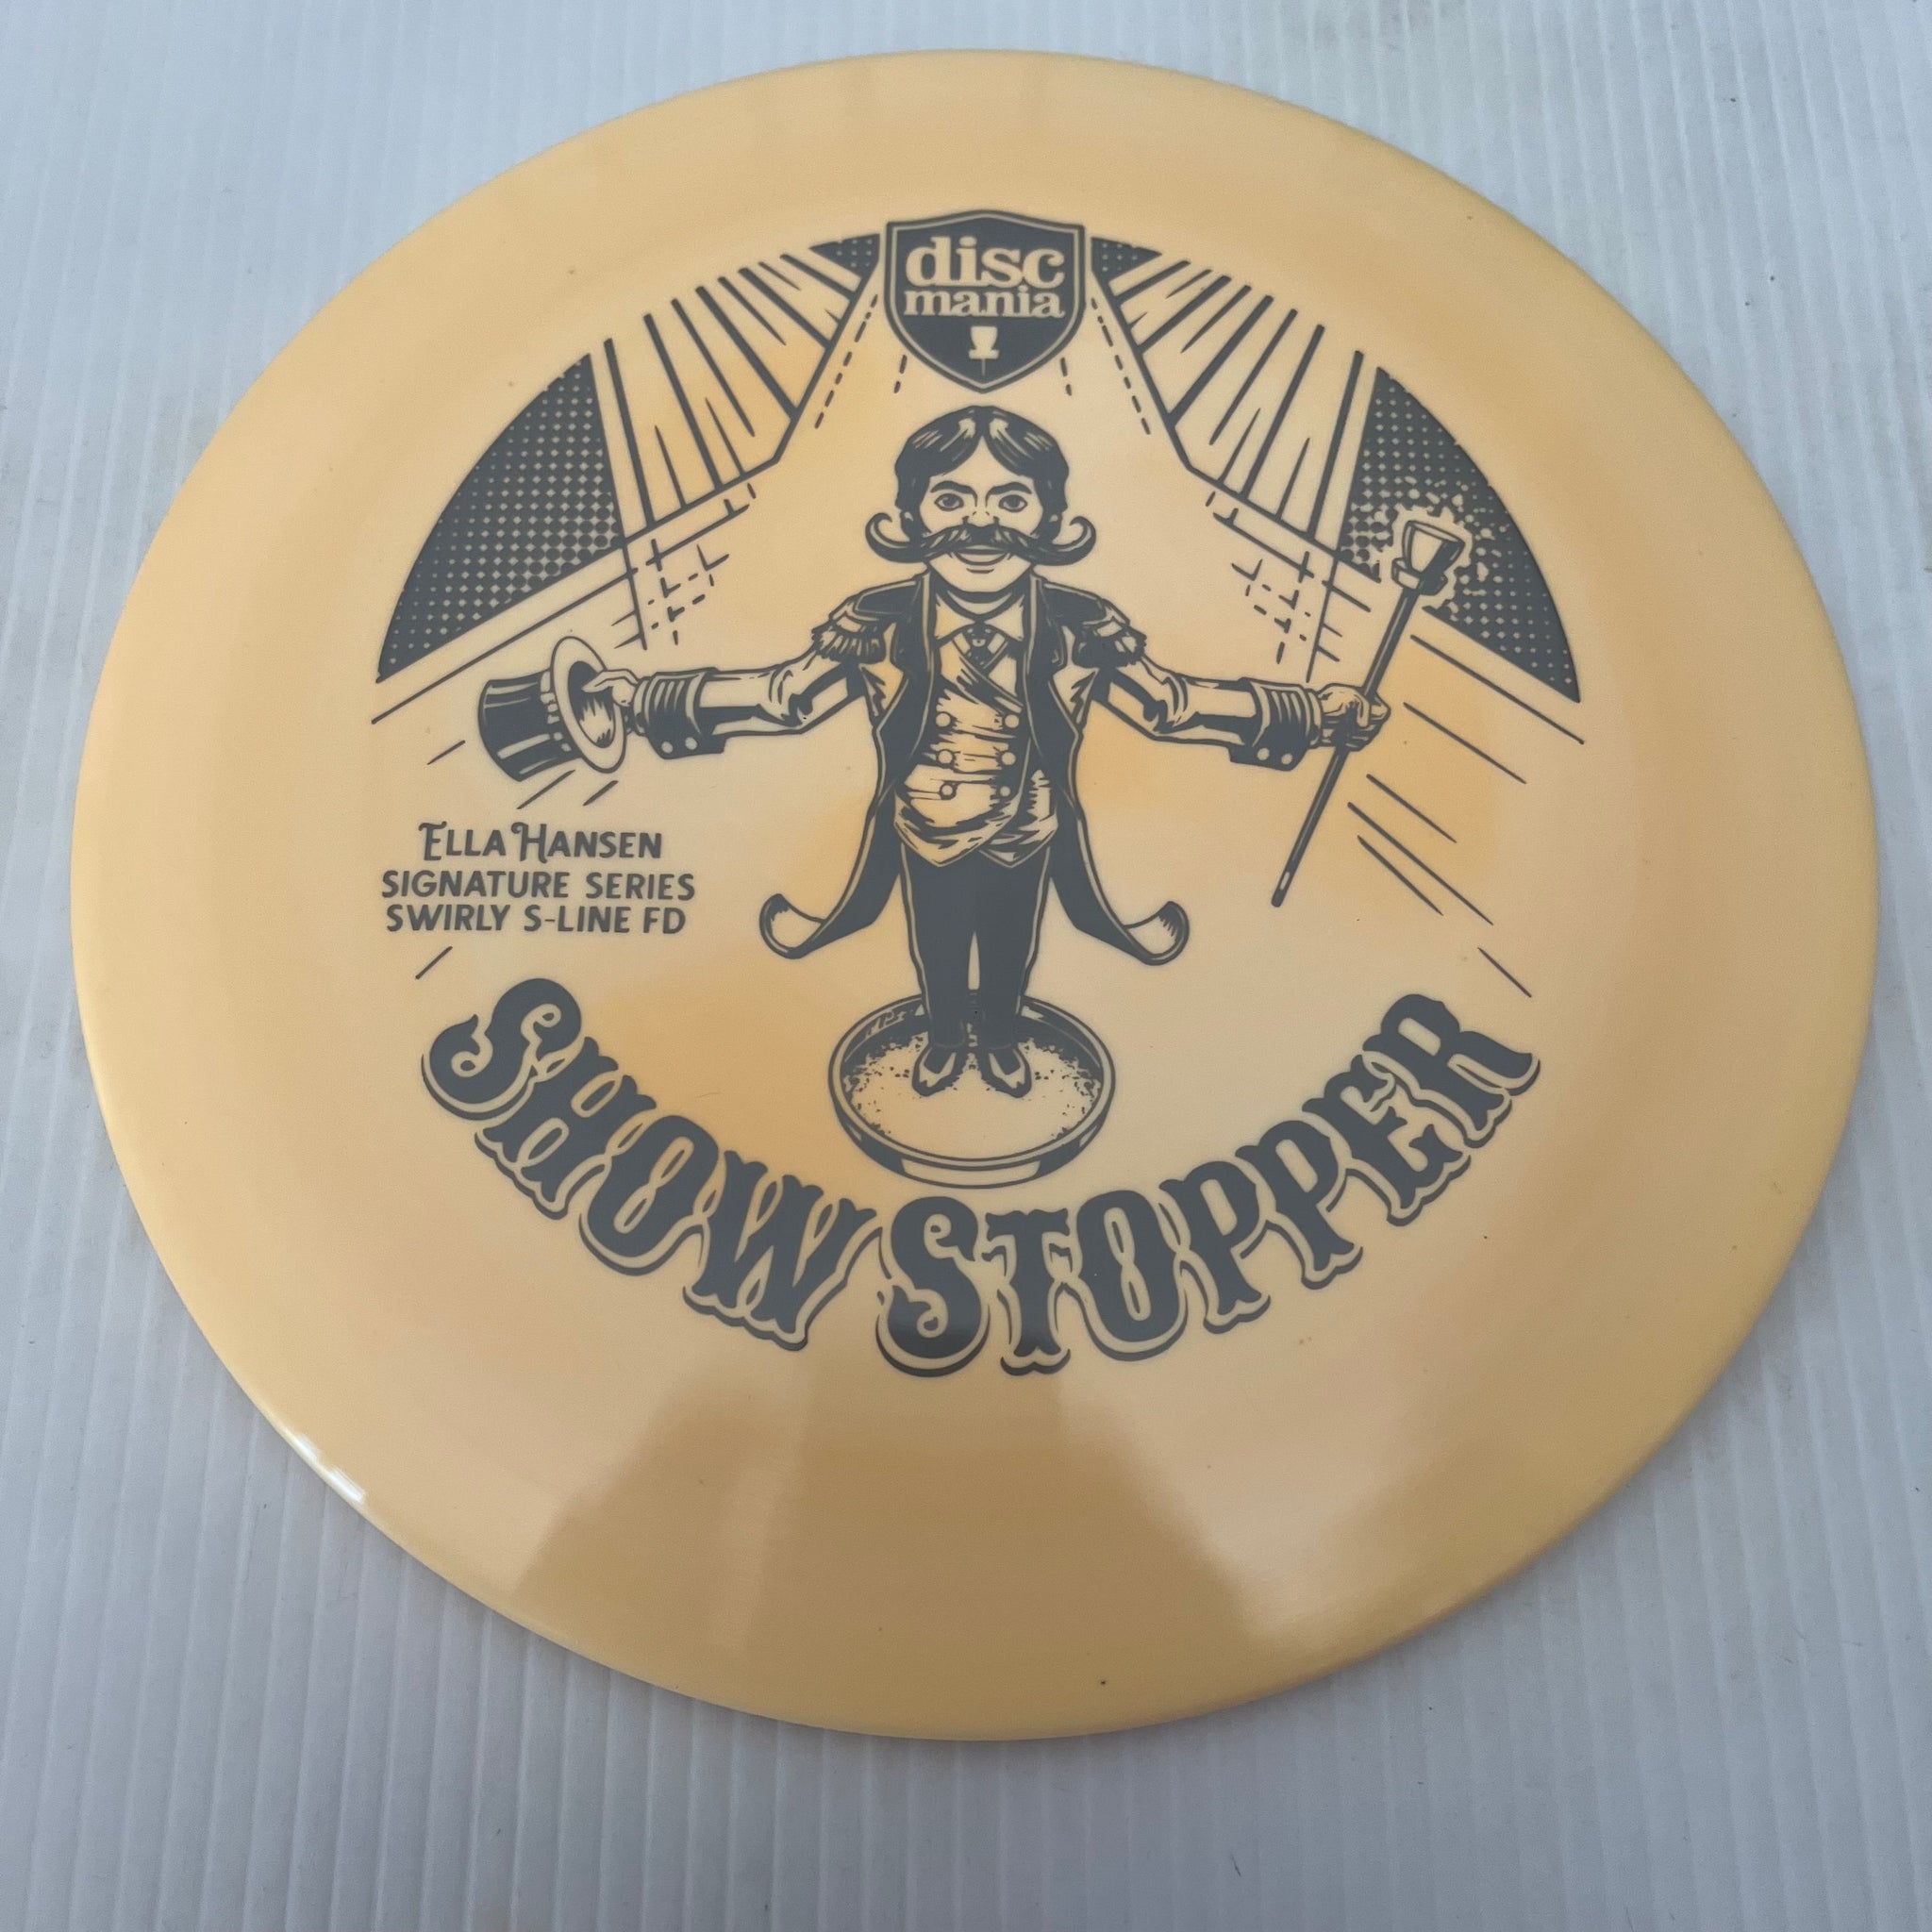 disc
mania
ELLA HANSEN
SIGNATURE SERIES
SWIRLY S-LINE FD
SHOW STOPPER